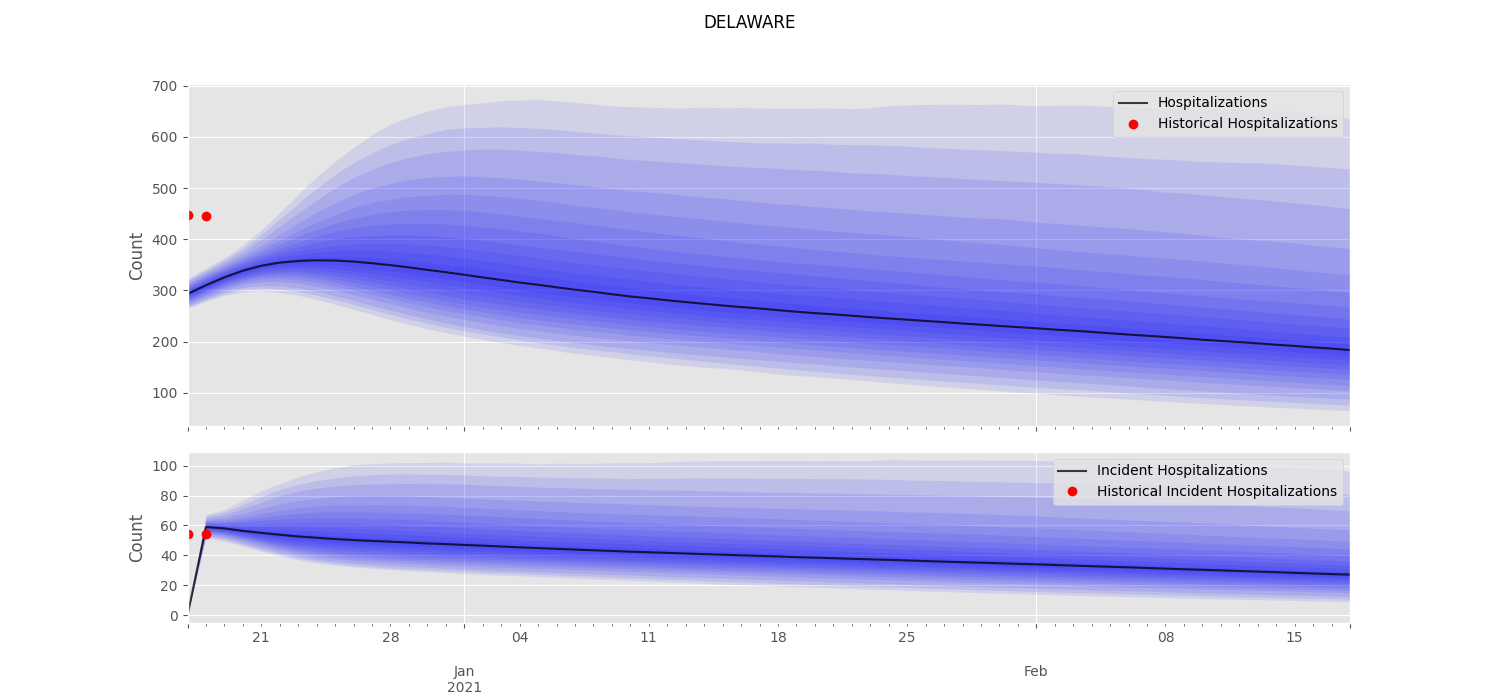 DELAWARE
700
600
500
400
300
200
100
Count
Hospitalizations
Historical Hospitalizations
100
80
60
40
20
0
Count
Incident Hospitalizations
Historical Incident Hospitalizations
21 28 04 11 18 25 08 15
Jan Feb
2021